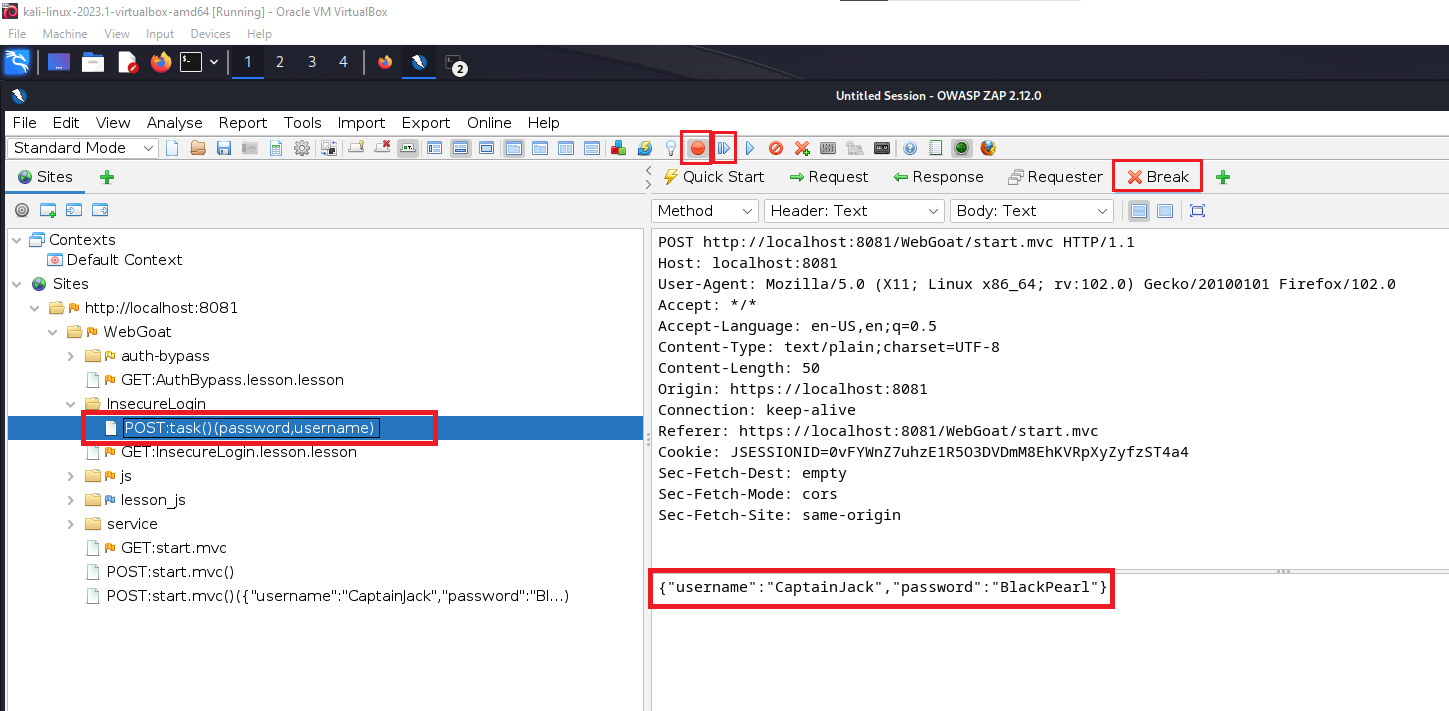 kali-linux-2023.1-virtualbox-amd64 [Running] - Oracle VM VirtualBox
File Machine View Input Devices Help
1 2 3 4 2
Untitled Session - OWASP ZAP 2.12.0
File Edit View Analyse Report Tools Import Export Online Help
Standard Mode
Sites
Quick Start Request Response Requester Break
Method Header: Text Body: Text
Contexts
Default Context
Sites
http://localhost:8081
WebGoat
auth-bypass
GET:AuthBypass.lesson.lesson
InsecureLogin
POST:task()(password,username)
GET:InsecureLogin.lesson.lesson
js
lesson_js
service
GET:start.mvc
POST:start.mvc()
POST:start.mvc()({"username":"CaptainJack","password":"Bl...)
POST http://localhost:8081/WebGoat/start.mvc HTTP/1.1
Host: localhost:8081
User-Agent: Mozilla/5.0 (X11; Linux x86_64; rv:102.0) Gecko/20100101 Firefox/102.0
Accept: */*
Accept-Language: en-US,en;q=0.5
Content-Type: text/plain;charset=UTF-8
Content-Length: 50
Origin: https://localhost:8081
Connection: keep-alive
Referer: https://localhost:8081/WebGoat/start.mvc
Cookie: JSESSIONID=0vFYWnZ7uhzE1R5O3DVDmM8EhKVRpXyZyfzST4a4
Sec-Fetch-Dest: empty
Sec-Fetch-Mode: cors
Sec-Fetch-Site: same-origin
{"username":"CaptainJack","password":"BlackPearl"}